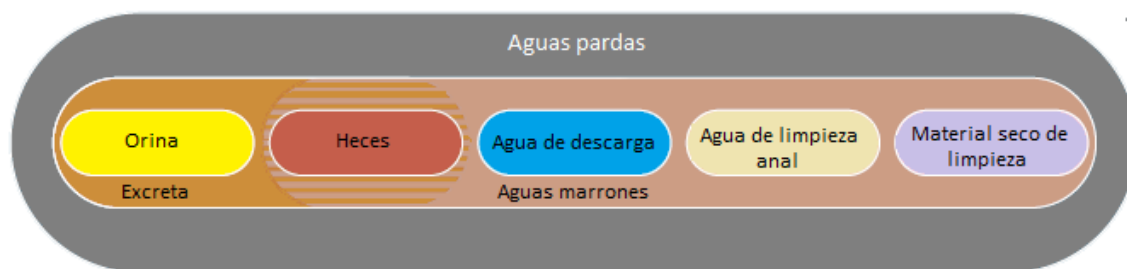 Aguas pardas
Orina
Heces
Agua de descarga
Agua de limpieza
anal
Material seco de
limpieza
Excreta
Aguas marrones